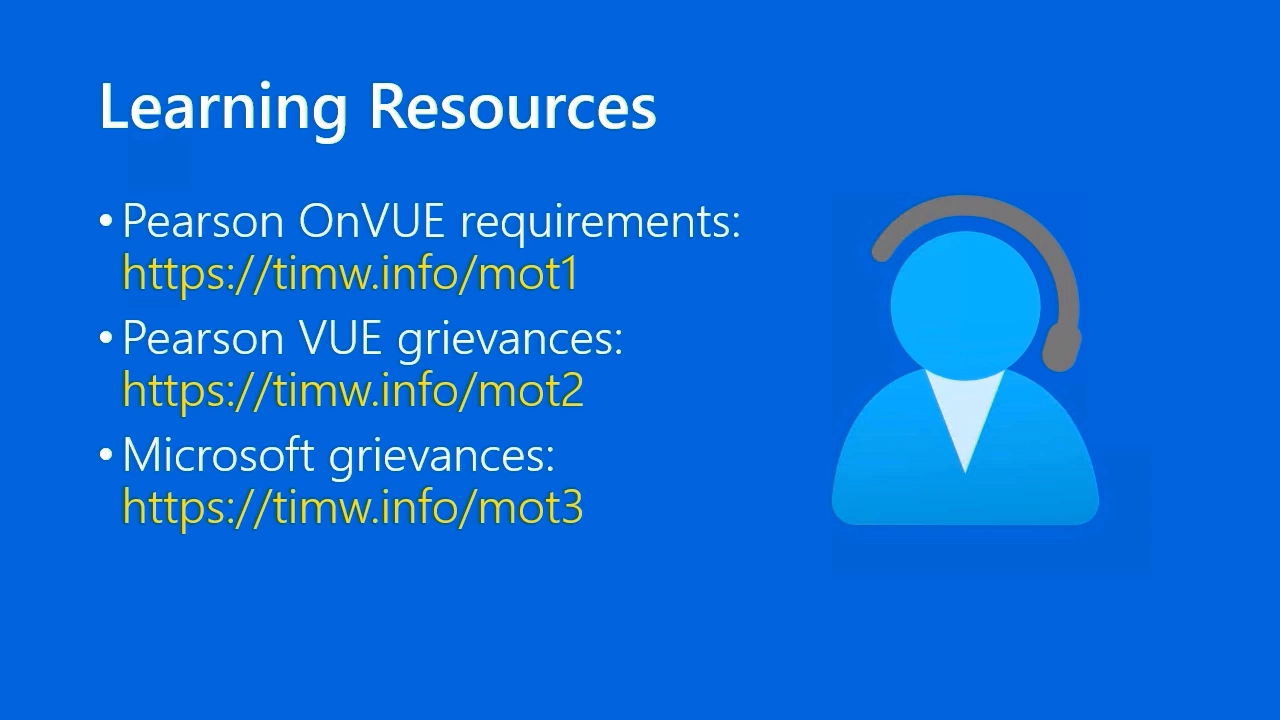 Learning Resources
• Pearson OnVUE requirements:
https://timw.info/mot1
• Pearson VUE grievances:
https://timw.info/mot2
• Microsoft grievances:
https://timw.info/mot3